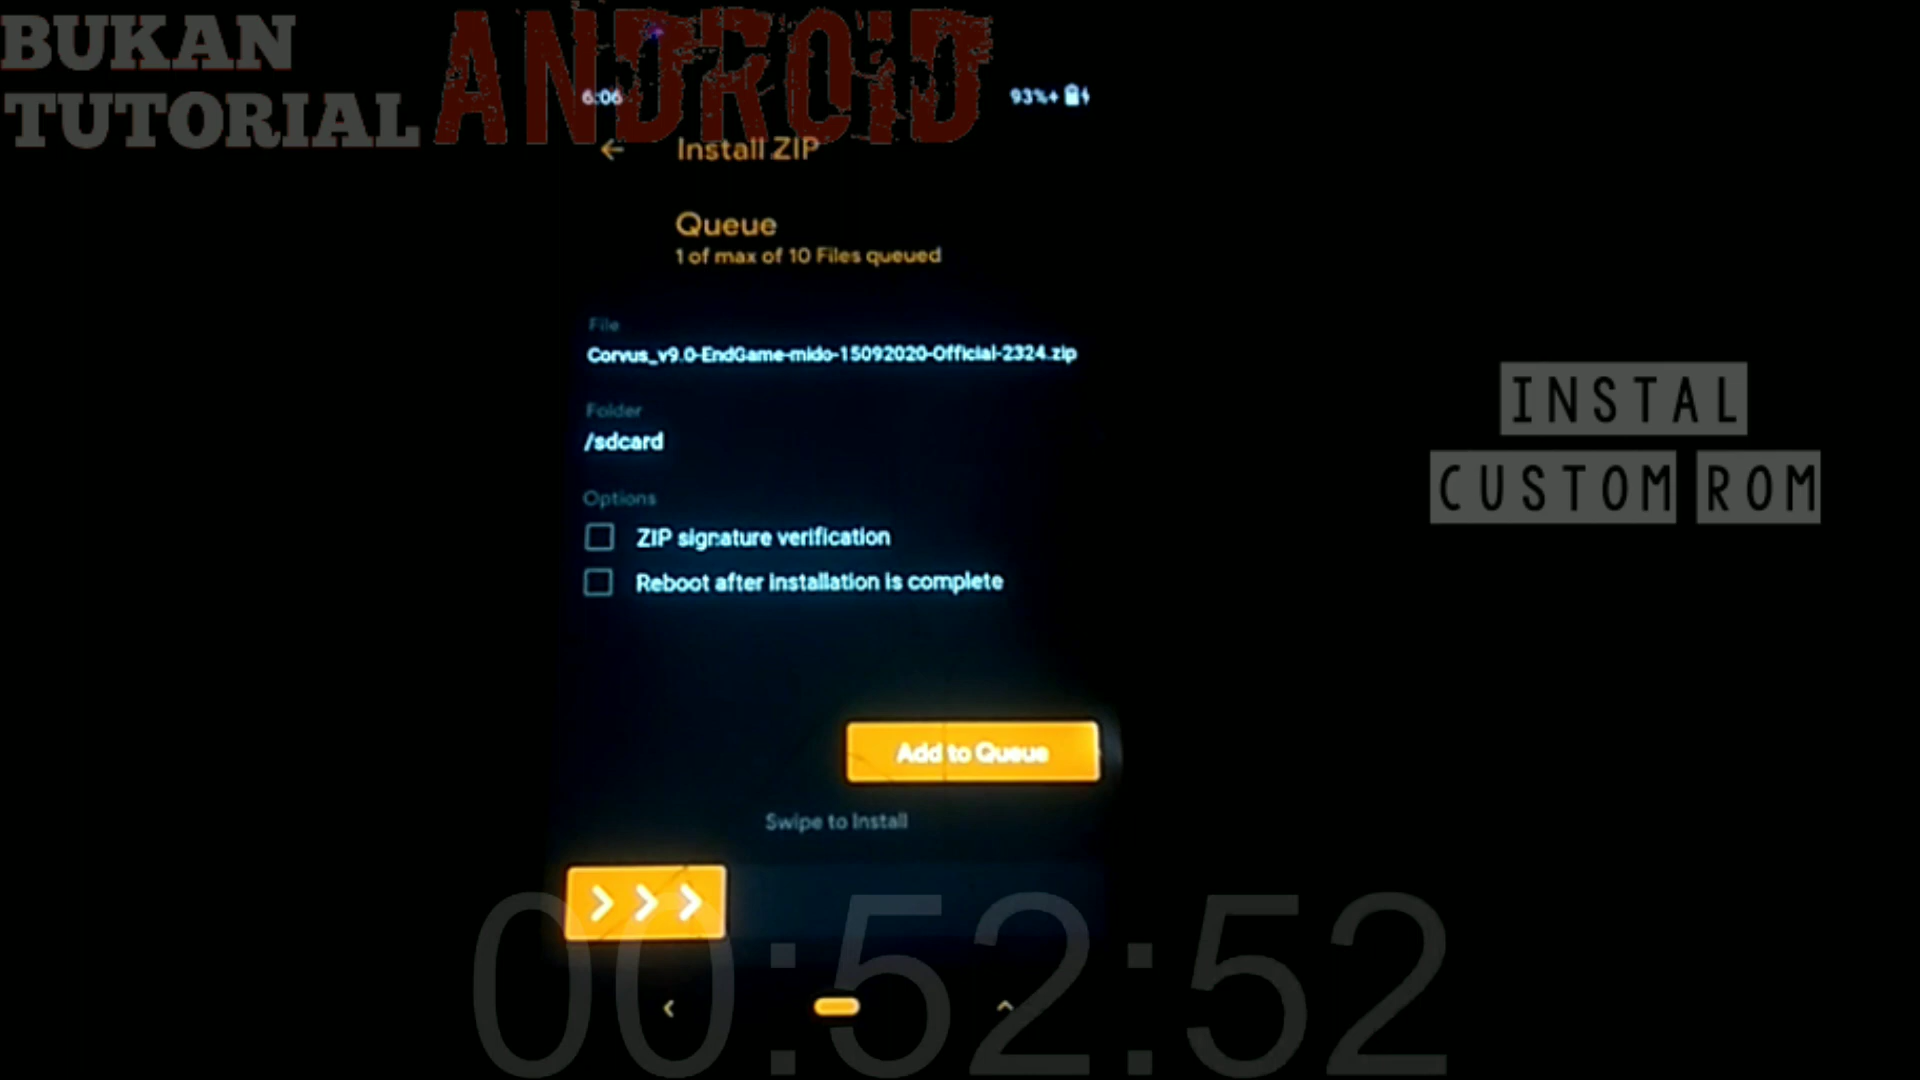 BUKAN
TUTORIAL ANDROID
6:06
93%+
Install ZIP
Queue
1 of max of 10 Files queued
File
Corvus_v9.0-EndGame-mido-15092020-Official-2324.zip
Folder
/sdcard
Options
ZIP signature verification
Reboot after installation is complete
Add to Queue
Swipe to Install
INSTAL
CUSTOM ROM
00:52:52